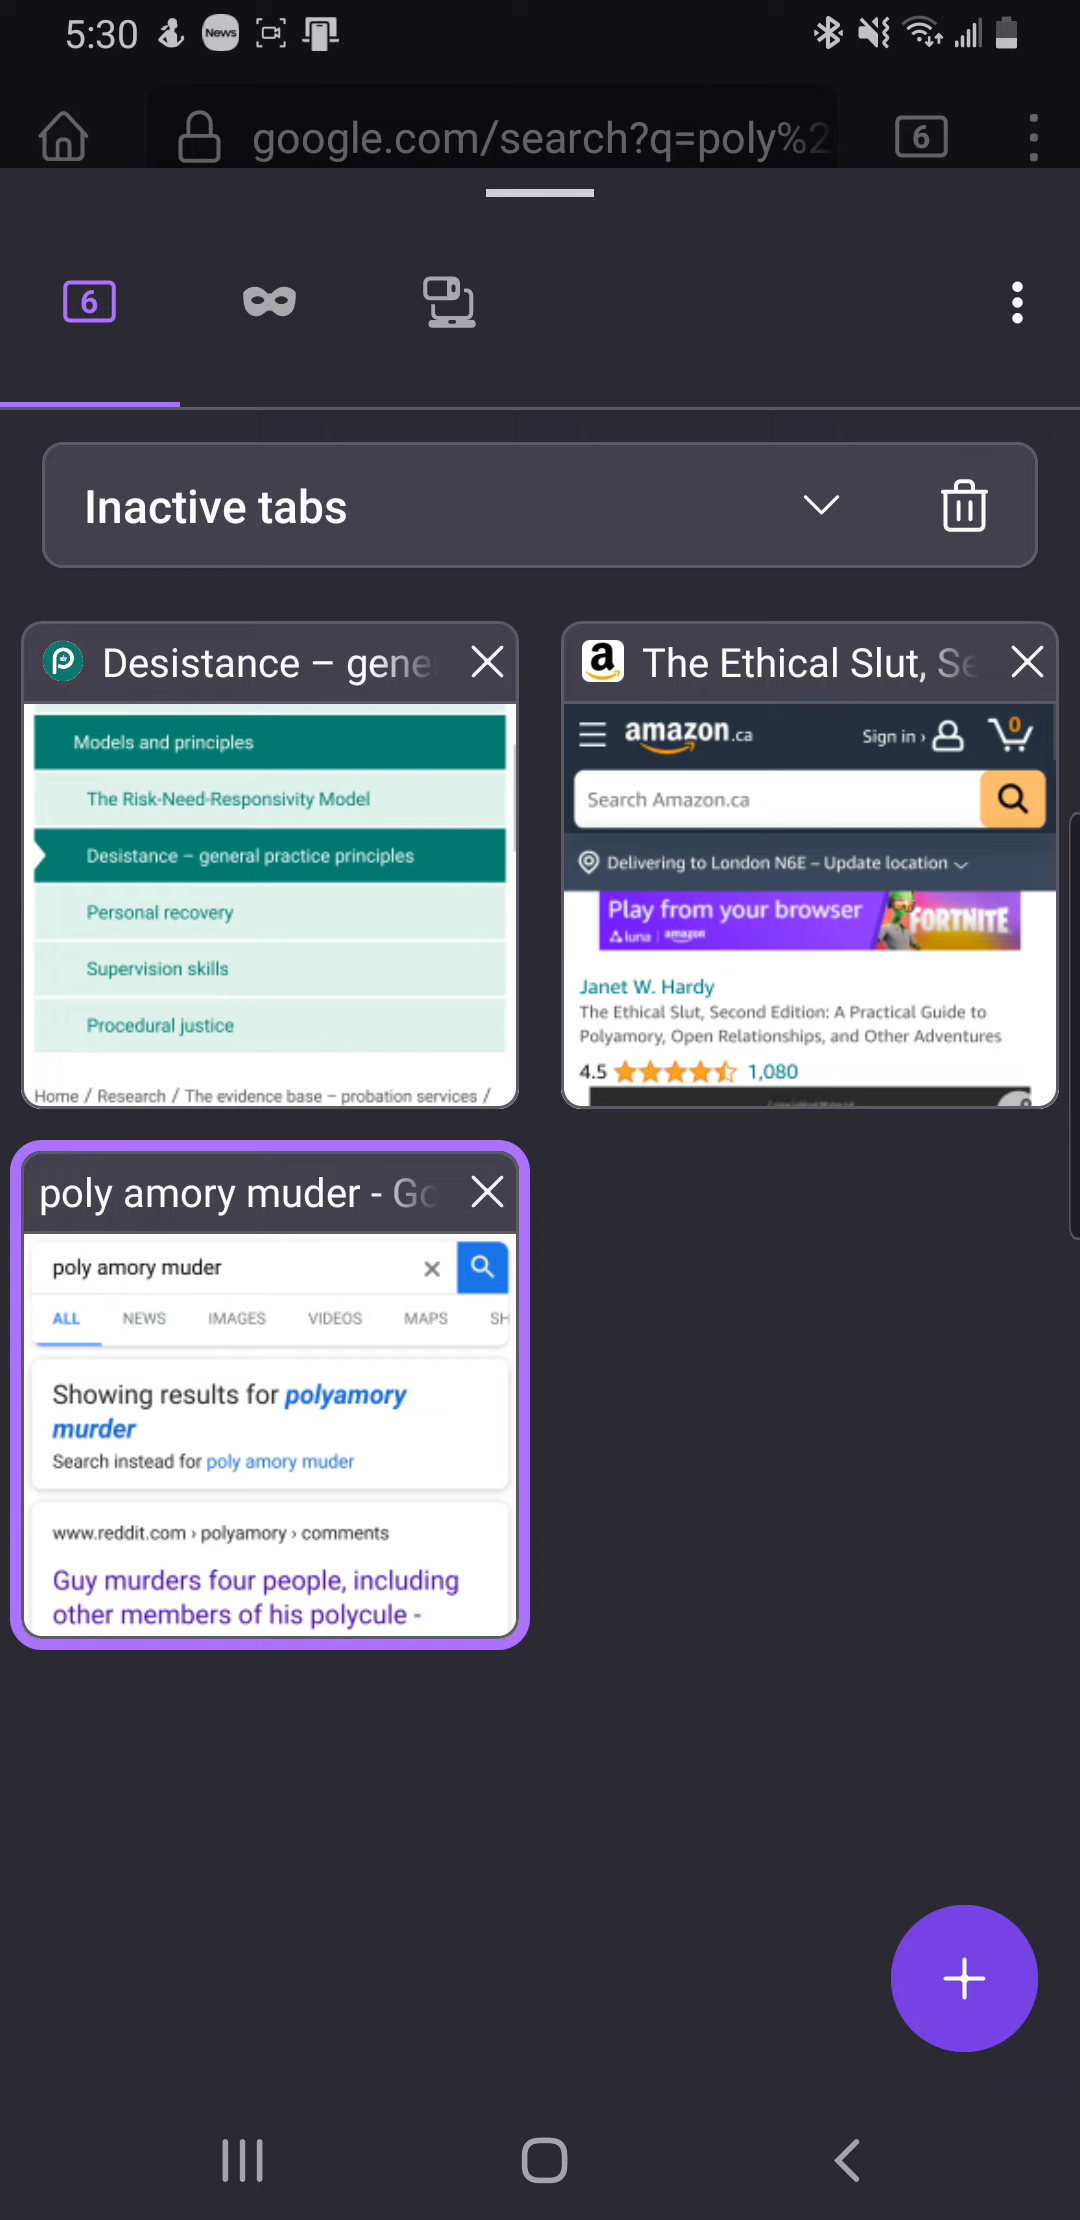 5:30
News
google.com/search?q=poly%2
6
6
Inactive tabs
Desistance – gene
Models and principles
The Risk-Need-Responsivity Model
Desistance – general practice principles
Personal recovery
Supervision skills
Procedural justice
Home / Research / The evidence base – probation services /
The Ethical Slut, Se
amazon.ca
Sign in ›
0
Search Amazon.ca
Delivering to London N6E – Update location
Play from your browser
luna | amazon
FORTNITE
Janet W. Hardy
The Ethical Slut, Second Edition: A Practical Guide to
Polyamory, Open Relationships, and Other Adventures
4.5 1,080
poly amory muder - Go
poly amory muder
ALL NEWS IMAGES VIDEOS MAPS SH
Showing results for polyamory
murder
Search instead for poly amory muder
www.reddit.com › polyamory › comments
Guy murders four people, including
other members of his polycule -